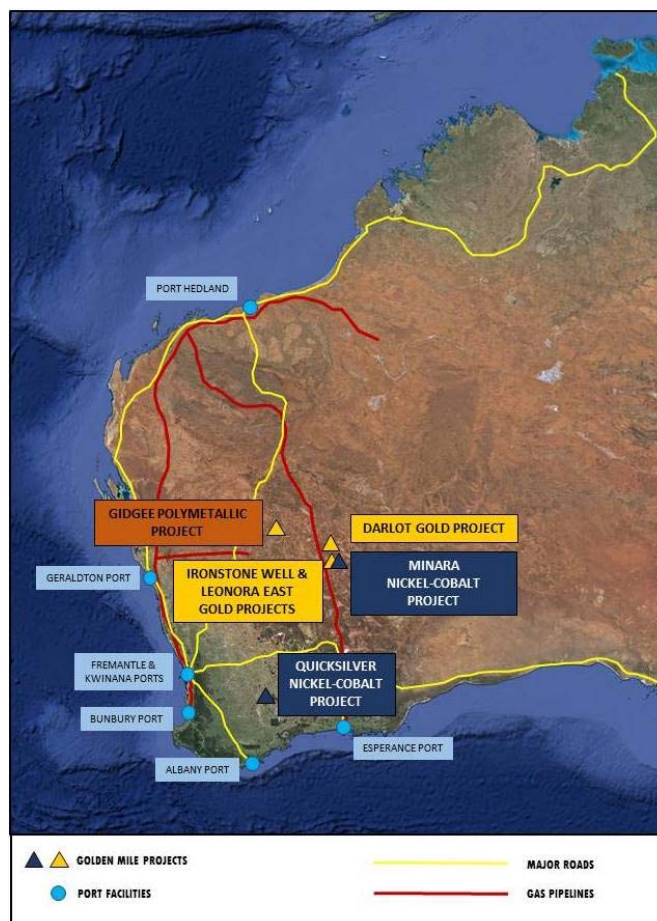 PORT HEDLAND
GIDGEE POLYMETALLIC
PROJECT
DARLOT GOLD PROJECT
GERALDTON PORT
IRONSTONE WELL &
LEONORA EAST
GOLD PROJECTS
MINARA
NICKEL-COBALT
PROJECT
FREMANTLE &
KWINANA PORTS
QUICKSILVER
NICKEL-COBALT
PROJECT
BUNBURY PORT
ESPERANCE PORT
ALBANY PORT
GOLDEN MILE PROJECTS
MAJOR ROADS
PORT FACILITIES
GAS PIPELINES